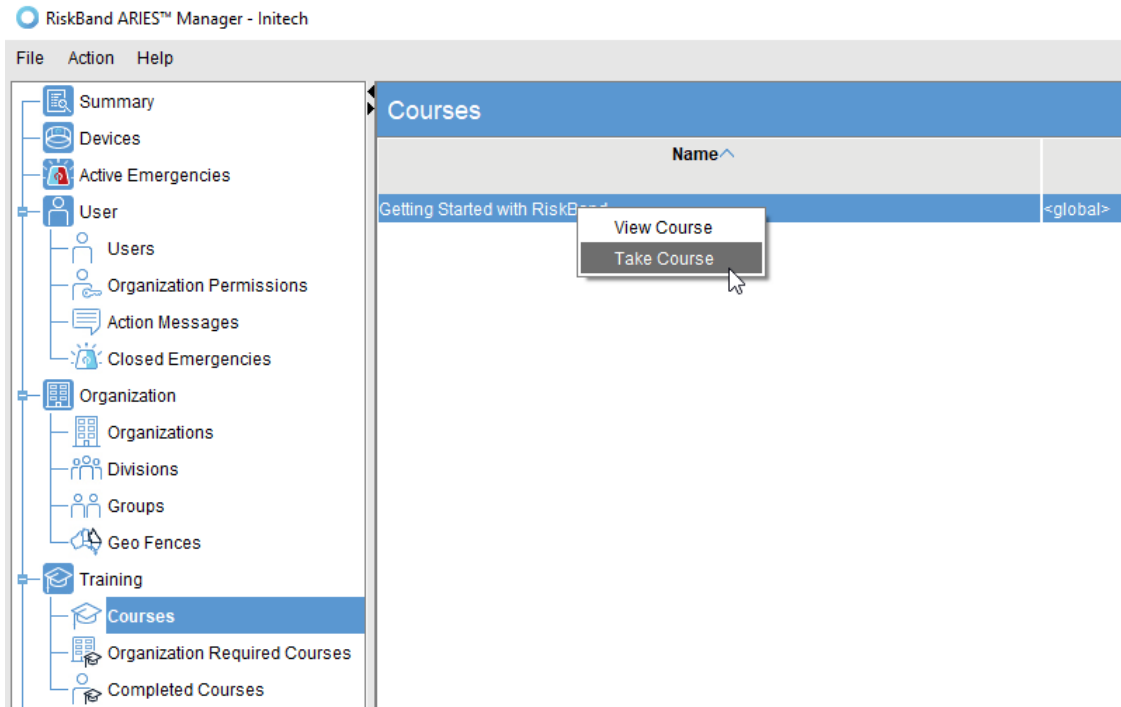 RiskBand ARIES™ Manager - Initech
File Action Help
Summary
Devices
Active Emergencies
User
Users
Organization Permissions
Action Messages
Closed Emergencies
Organization
Organizations
Divisions
Groups
Geo Fences
Training
Courses
Organization Required Courses
Completed Courses
Courses
Name
Getting Started with RiskBand <global>
View Course
Take Course